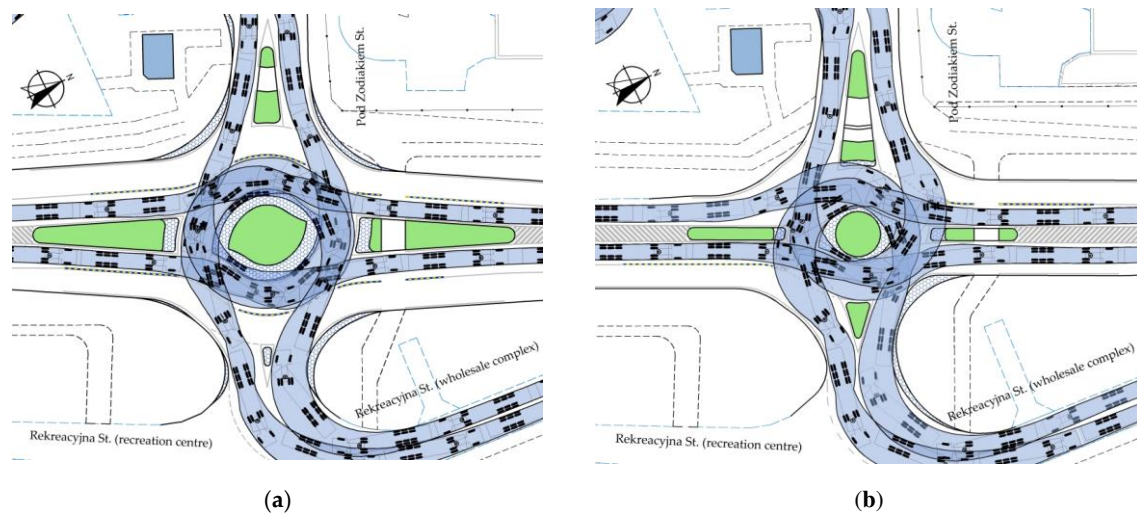 Pod Zodiakiem St.
N
Rekreacyjna St. (wholesale complex)
Rekreacyjna St. (recreation centre)
(a)
Pod Zodiakiem St.
N
Rekreacyjna St. (wholesale complex)
Rekreacyjna St. (recreation centre)
(b)